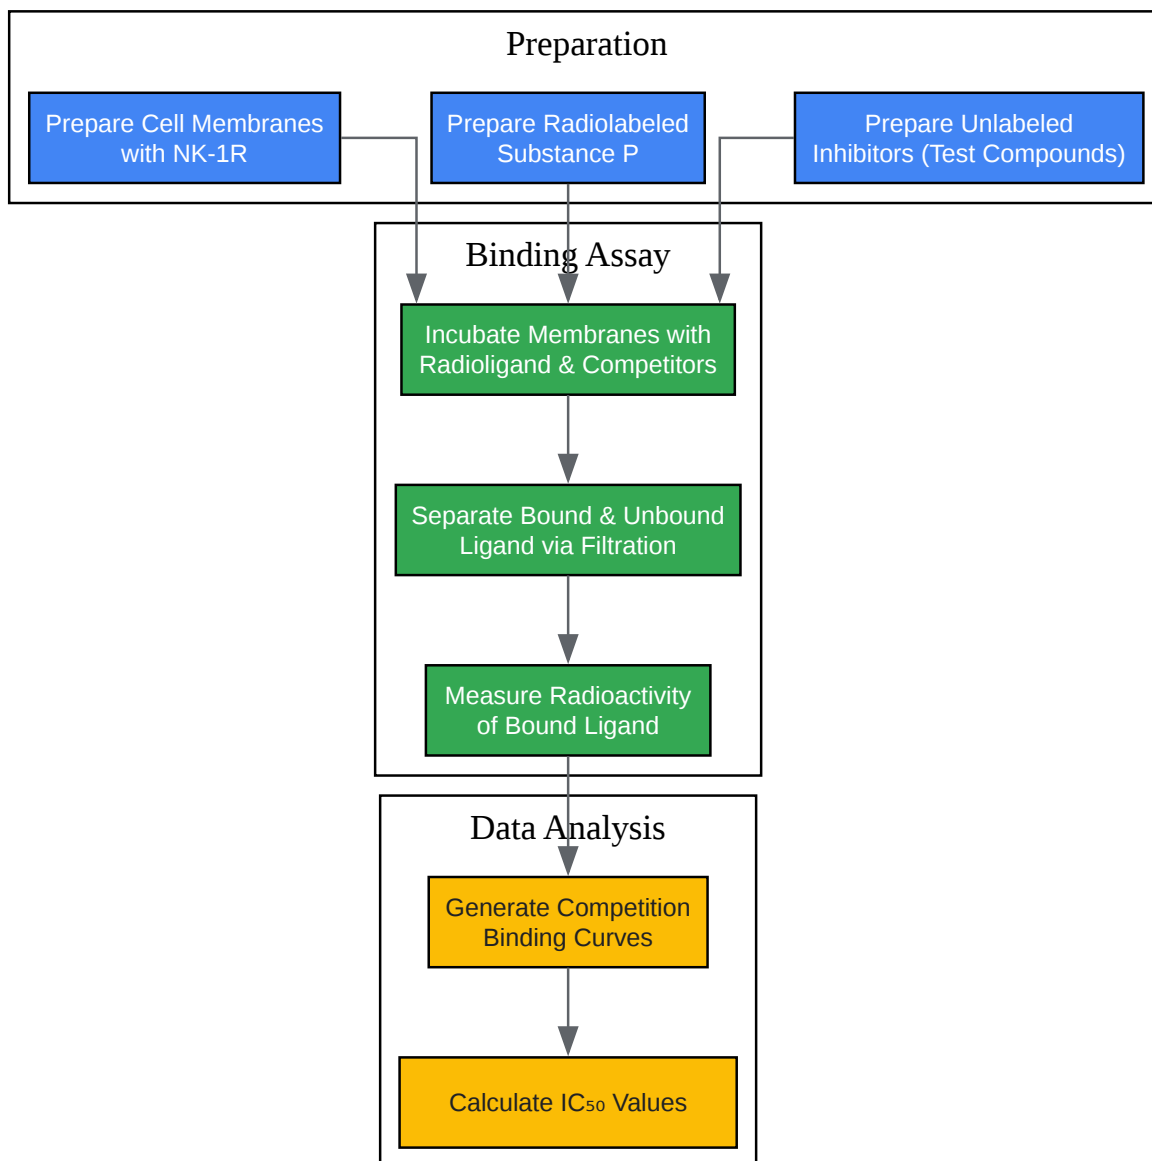 Preparation
Prepare Cell Membranes
with NK-1R
Prepare Radiolabeled
Substance P
Prepare Unlabeled
Inhibitors (Test Compounds)
Binding Assay
Incubate Membranes with
Radioligand & Competitors
Separate Bound & Unbound
Ligand via Filtration
Measure Radioactivity
of Bound Ligand
Data Analysis
Generate Competition
Binding Curves
Calculate IC₅₀ Values